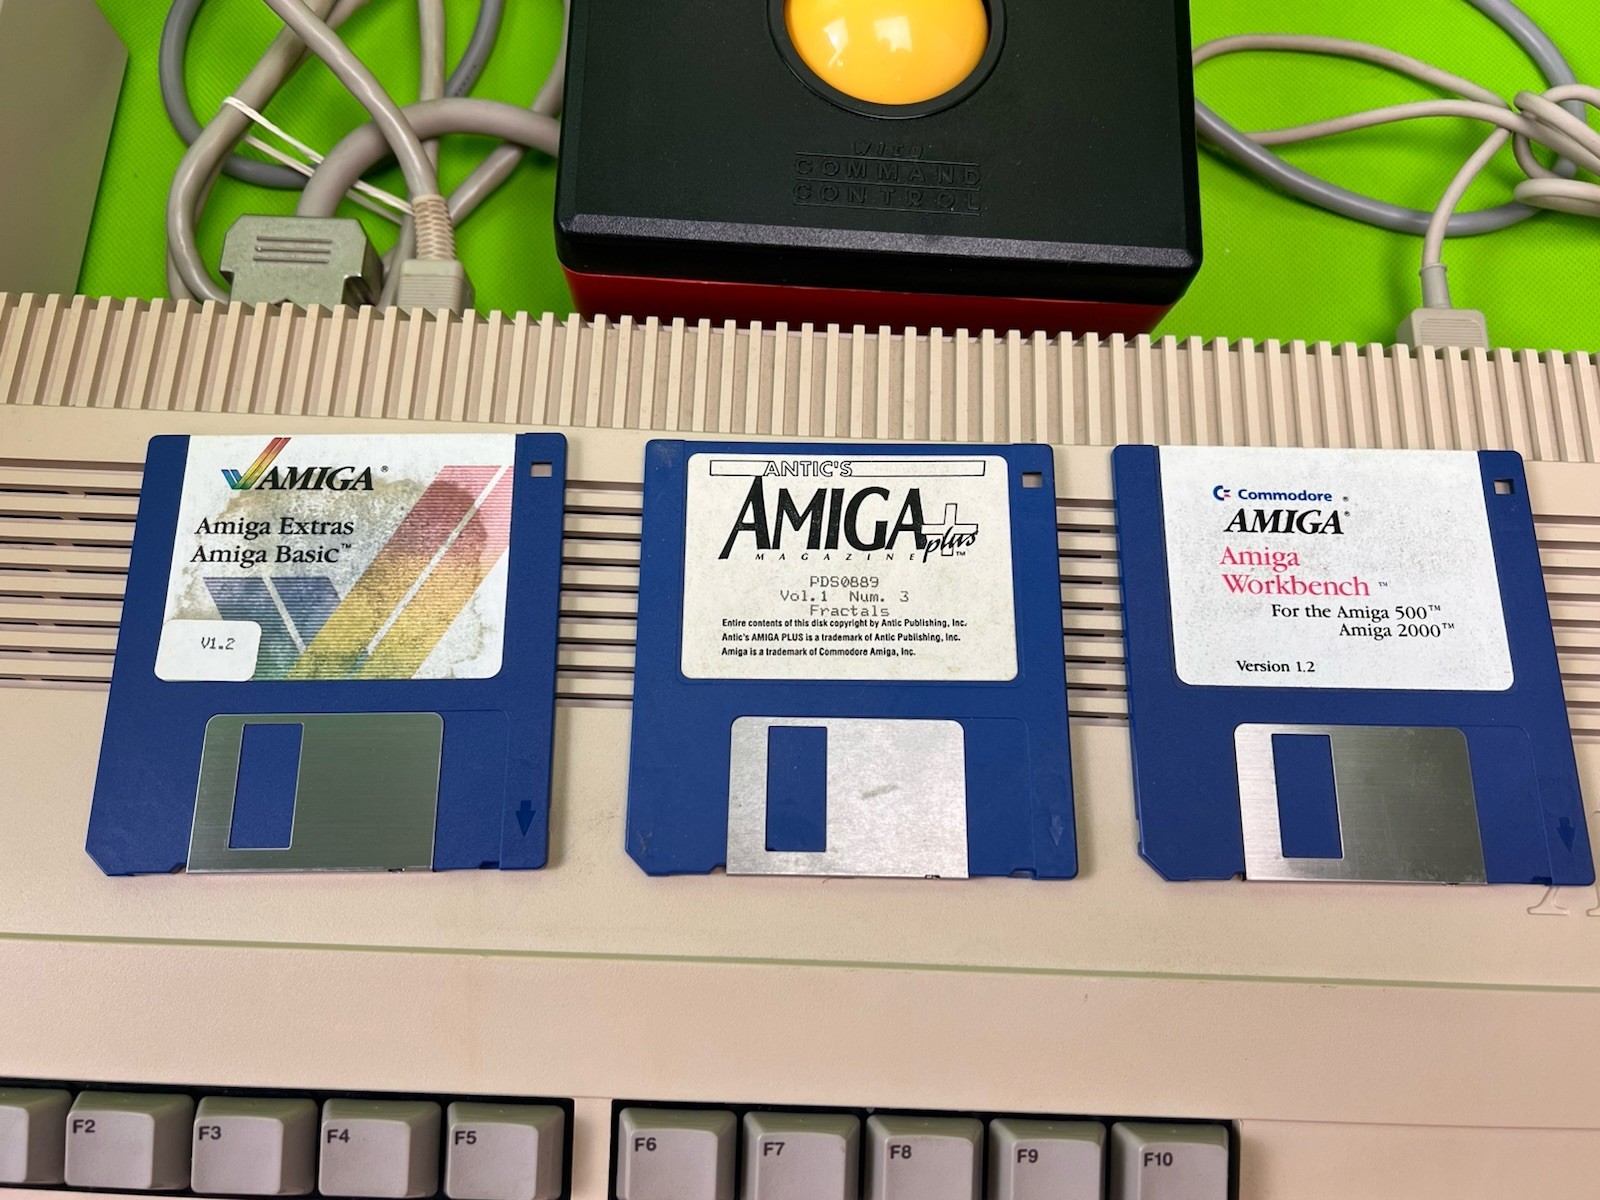 WICO
COMMAND
CONTROL
AMIGA®
Amiga Extras
Amiga Basic™
V1.2
ANTIC'S
AMIGA plus™
MAGAZINE
PDS0889
Vol.1 Num. 3
Fractals
Entire contents of this disk copyright by Antic Publishing, Inc.
Antic's AMIGA PLUS is a trademark of Antic Publishing, Inc.
Amiga is a trademark of Commodore Amiga, Inc.
Commodore®
AMIGA®
Amiga
Workbench™
For the Amiga 500™
Amiga 2000™
Version 1.2
F2
F3
F4
F5
F6
F7
F8
F9
F10